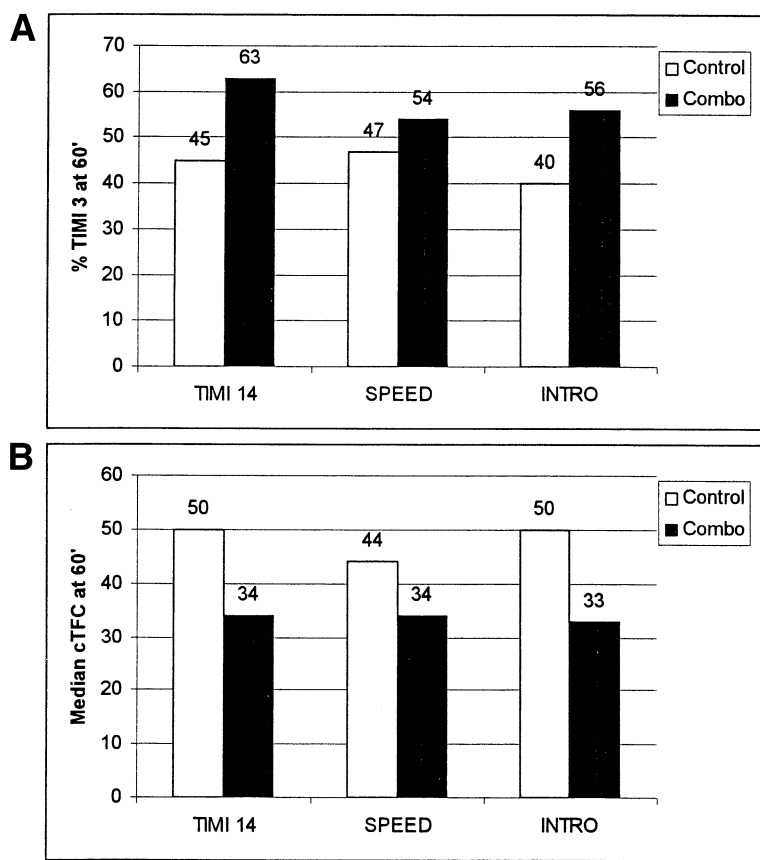 A
70
60
50
40
30
20
10
0
% TIMI 3 at 60'
45
63
47
54
40
56
TIMI 14
SPEED
INTRO
Control
Combo
B
60
50
40
30
20
10
0
Median cTFC at 60'
50
34
44
34
50
33
TIMI 14
SPEED
INTRO
Control
Combo